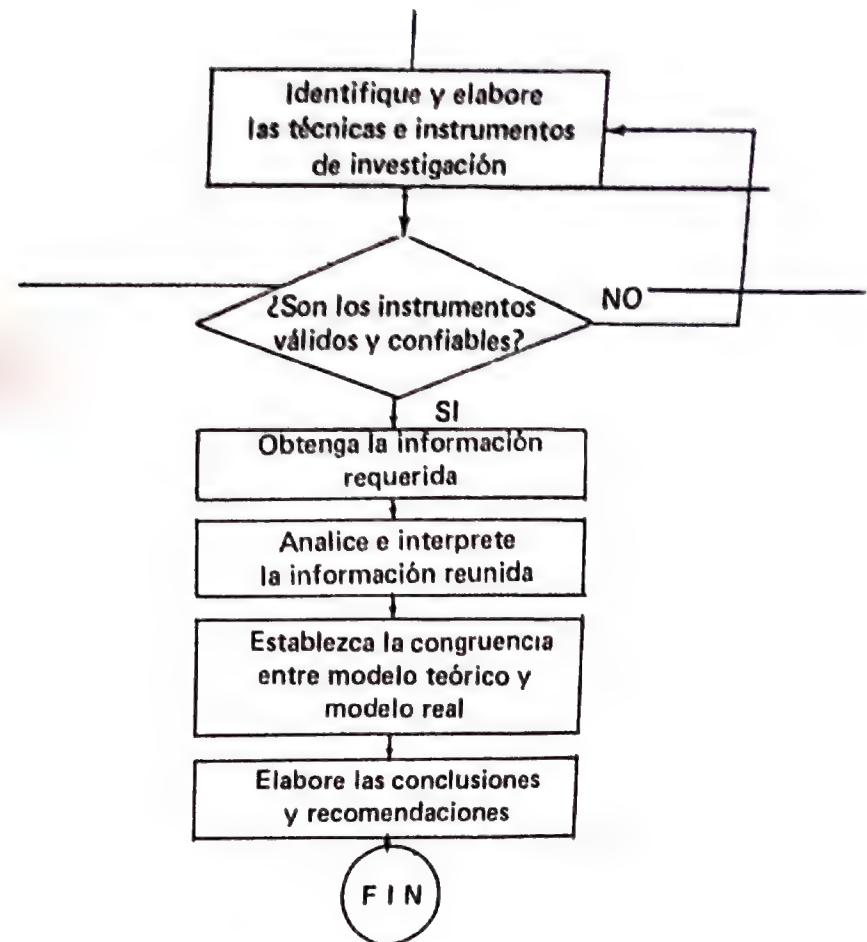 Identifique y elabore
las técnicas e instrumentos
de investigación
¿Son los instrumentos
válidos y confiables?
NO
SI
Obtenga la información
requerida
Analice e interprete
la información reunida
Establezca la congruencia
entre modelo teórico y
modelo real
Elabore las conclusiones
y recomendaciones
FIN